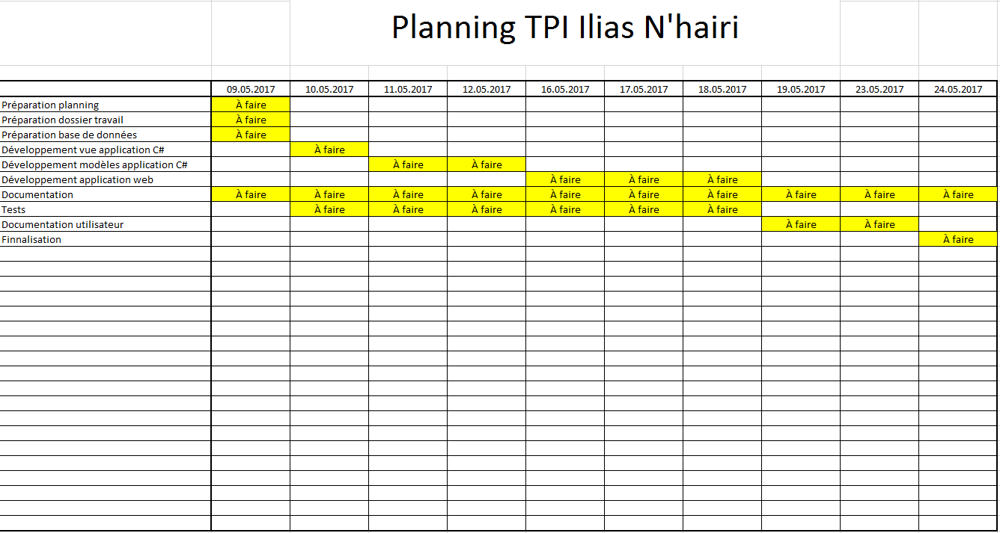 Planning TPI Ilias N'hairi
09.05.2017 10.05.2017 11.05.2017 12.05.2017 16.05.2017 17.05.2017 18.05.2017 19.05.2017 23.05.2017 24.05.2017
Préparation planning À faire
Préparation dossier travail À faire
Préparation base de données À faire
Développement vue application C# À faire
Développement modèles application C# À faire À faire
Développement application web À faire À faire À faire
Documentation À faire À faire À faire À faire À faire À faire À faire À faire À faire À faire
Tests À faire À faire À faire À faire À faire À faire
Documentation utilisateur À faire À faire
Finnalisation À faire